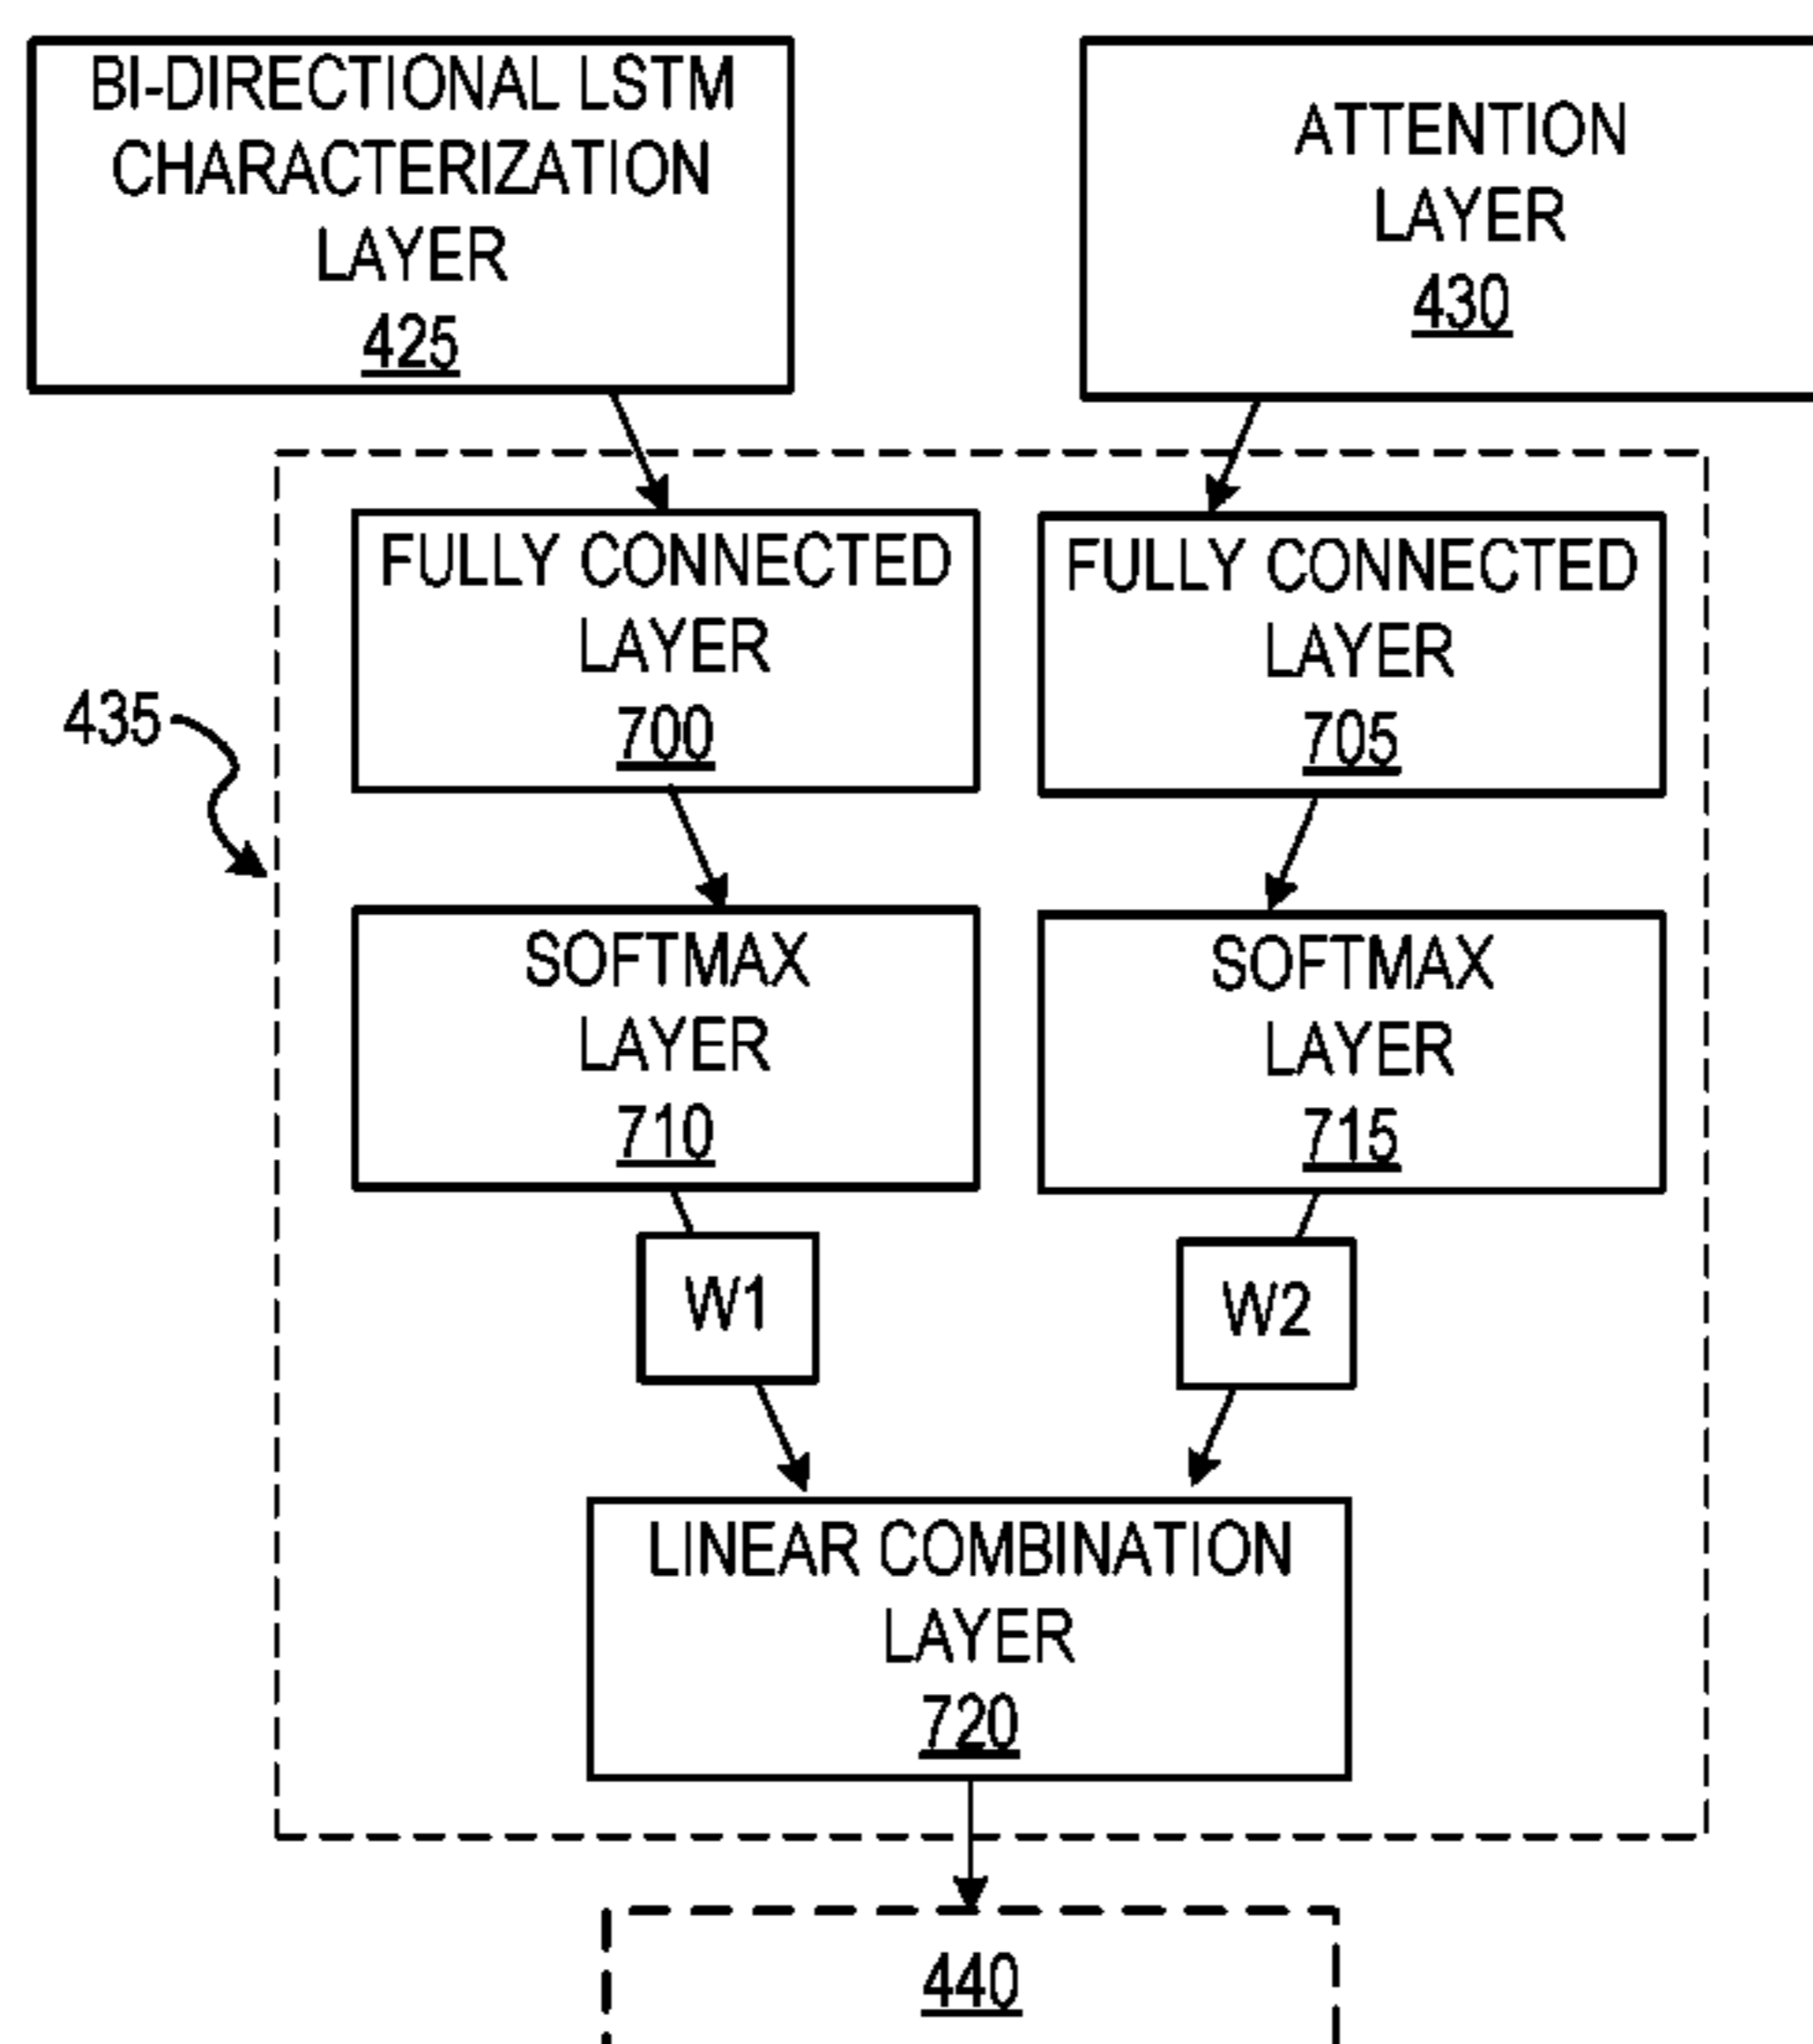 BI-DIRECTIONAL LSTM
CHARACTERIZATION
LAYER
425
ATTENTION
LAYER
430
FULLY CONNECTED
LAYER
700
FULLY CONNECTED
LAYER
705
435
SOFTMAX
LAYER
710
SOFTMAX
LAYER
715
W1
W2
LINEAR COMBINATION
LAYER
720
440